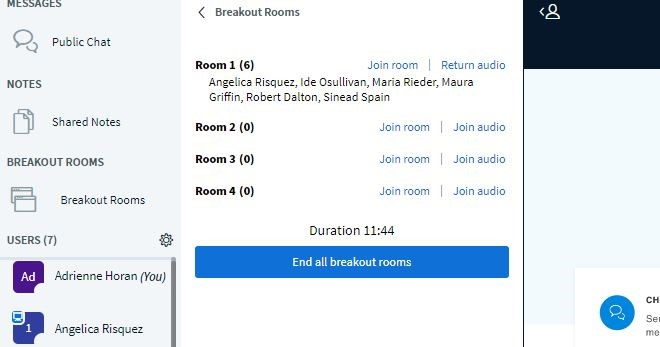 MESSAGES
Public Chat
NOTES
Shared Notes
BREAKOUT ROOMS
Breakout Rooms
USERS (7)
Ad Adrienne Horan (You)
1 Angelica Risquez
Breakout Rooms
Room 1 (6) Join room | Return audio
Angelica Risquez, Ide Osullivan, Maria Rieder, Maura
Griffin, Robert Dalton, Sinead Spain
Room 2 (0) Join room | Join audio
Room 3 (0) Join room | Join audio
Room 4 (0) Join room | Join audio
Duration 11:44
End all breakout rooms